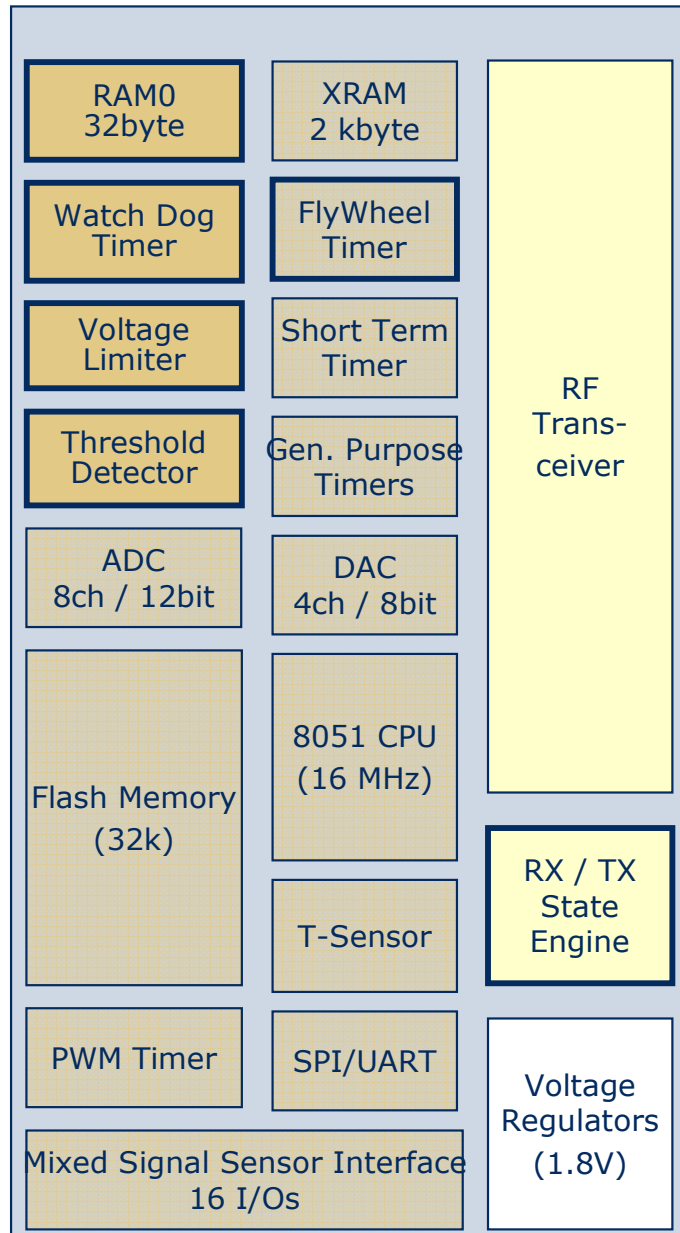 RAM0
32byte
XRAM
2 kbyte
Watch Dog
Timer
FlyWheel
Timer
Voltage
Limiter
Short Term
Timer
RF
Trans-
ceiver
Threshold
Detector
Gen. Purpose
Timers
ADC
8ch / 12bit
DAC
4ch / 8bit
Flash Memory
(32k)
8051 CPU
(16 MHz)
RX / TX
State
Engine
T-Sensor
PWM Timer
SPI/UART
Voltage
Regulators
(1.8V)
Mixed Signal Sensor Interface
16 I/Os